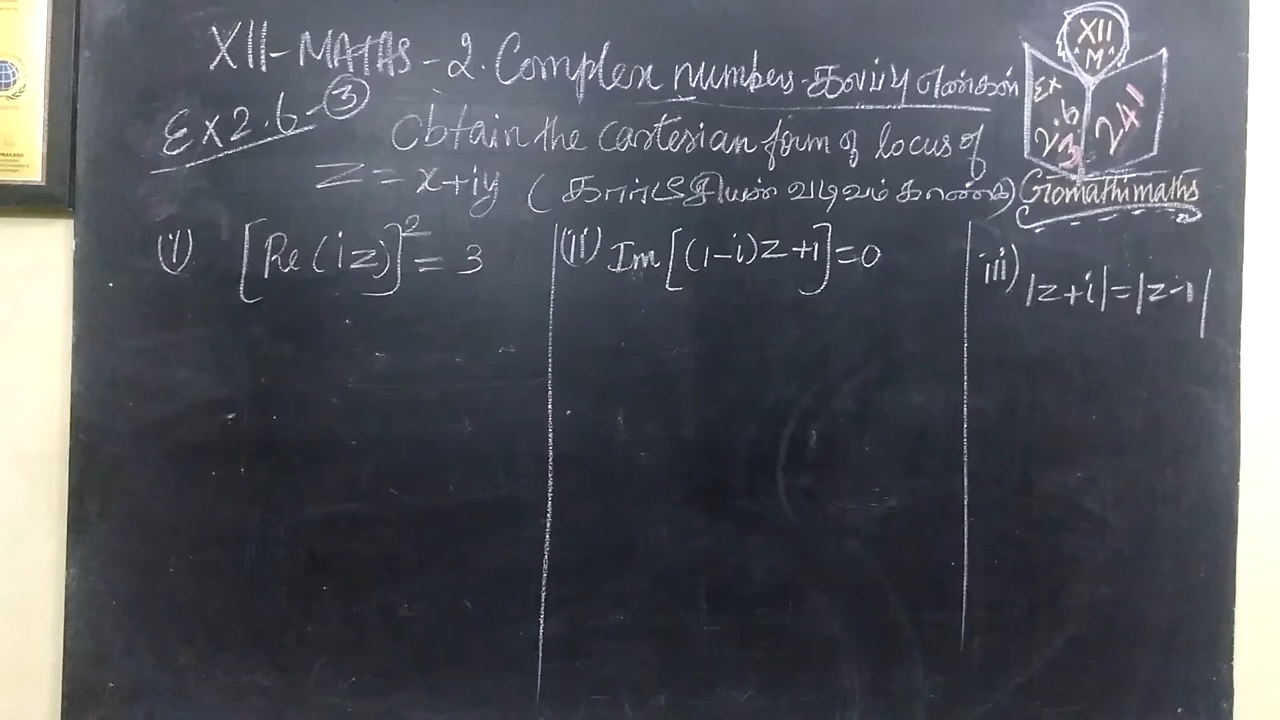 XII-MATHS-2. Complex numbers-கலப்பு எண்கள்
Ex 2.6-③
Obtain the cartesian form of locus of
z = x+iy (கார்டீசியன் வடிவம் காண்க)
XII
M
Ex
2.6
3
241
Gomathimaths
(i) [Re(iz)]² = 3
(ii) Im[(1-i)z+1]=0
iii) |z+i|=|z-1|